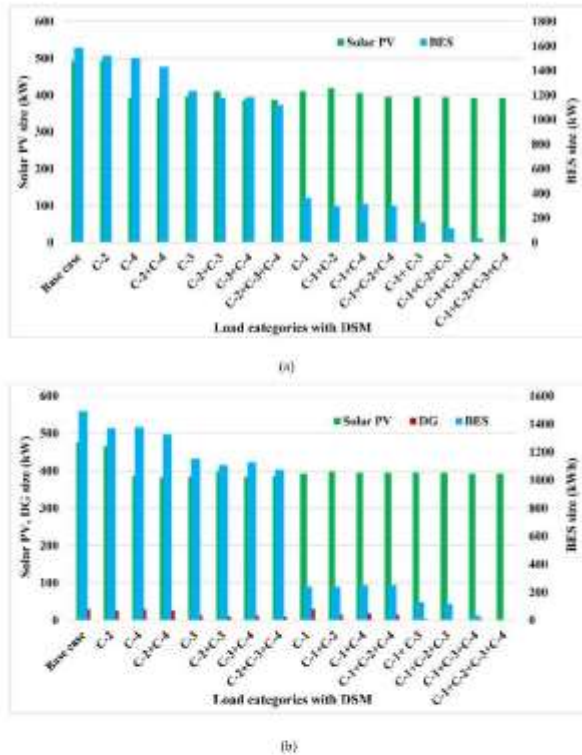 600
500
400
300
200
100
0
Solar PV size (kW)
Solar PV
BES
1800
1600
1400
1200
1000
800
600
400
200
0
BES size (kW)
Base case
C-2
C-4
C-2+C-4
C-3
C-2+C-3
C-3+C-4
C-2+C-3+C-4
C-1
C-1+C-2
C-1+C-4
C-1+C-2+C-4
C-1+ C-3
C-1+C-2+C-3
C-1+C-3+C-4
C-1+C-2+C-3+C-4
Load categories with DSM
(a)
600
500
400
300
200
100
0
Solar PV, DG size (kW)
Solar PV
DG
BES
1600
1400
1200
1000
800
600
400
200
0
BES size (kWh)
Base case
C-2
C-4
C-2+C-4
C-3
C-2+C-3
C-3+C-4
C-2+C-3+C-4
C-1
C-1+C-2
C-1+C-4
C-1+C-2+C-4
C-1+ C-3
C-1+C-2+C-3
C-1+C-3+C-4
C-1+C-2+C-3+C-4
Load categories with DSM
(b)